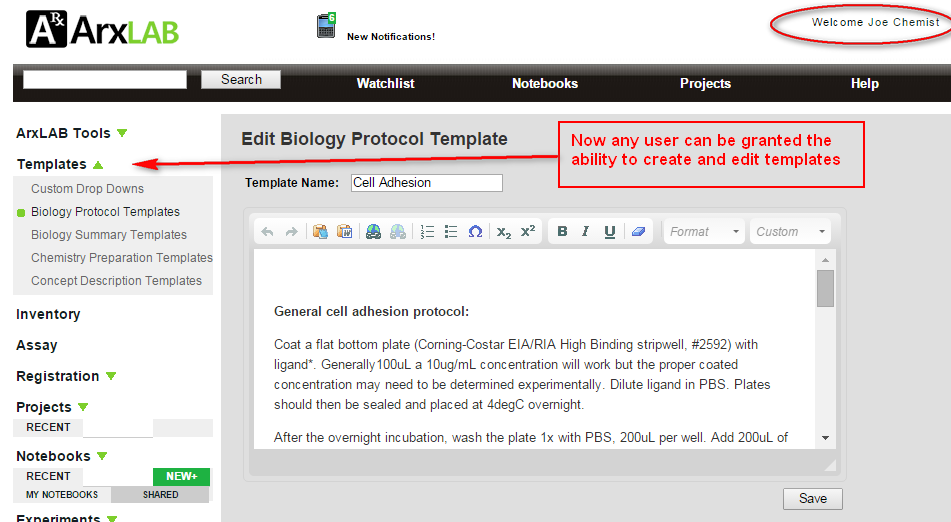 ARx ArxLAB
6
New Notifications!
Welcome Joe Chemist
Search
Watchlist
Notebooks
Projects
Help
ArxLAB Tools
Templates
Custom Drop Downs
Biology Protocol Templates
Biology Summary Templates
Chemistry Preparation Templates
Concept Description Templates
Inventory
Assay
Registration
Projects
RECENT
Notebooks
RECENT
NEW+
MY NOTEBOOKS
SHARED
Experiments
Edit Biology Protocol Template
Now any user can be granted the
ability to create and edit templates
Template Name:
Cell Adhesion
Ω x₂ x² B I U
Format
Custom
General cell adhesion protocol:
Coat a flat bottom plate (Corning-Costar EIA/RIA High Binding stripwell, #2592) with
ligand*. Generally100uL a 10ug/mL concentration will work but the proper coated
concentration may need to be determined experimentally. Dilute ligand in PBS. Plates
should then be sealed and placed at 4degC overnight.
After the overnight incubation, wash the plate 1x with PBS, 200uL per well. Add 200uL of
Save